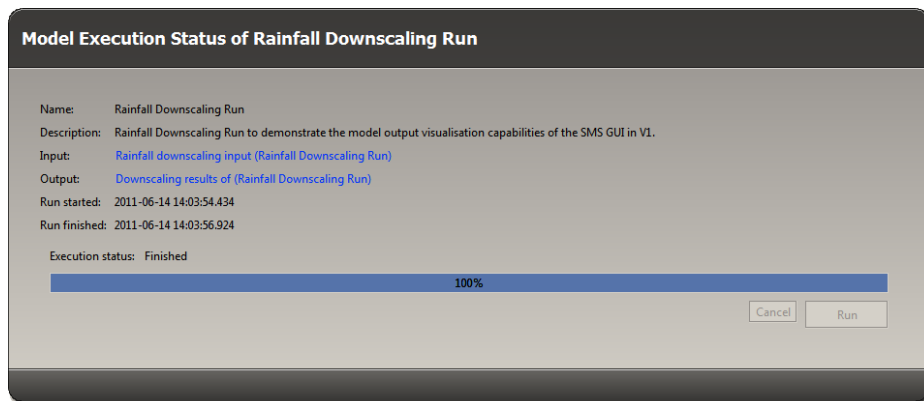 Model Execution Status of Rainfall Downscaling Run
Name: Rainfall Downscaling Run
Description: Rainfall Downscaling Run to demonstrate the model output visualisation capabilities of the SMS GUI in V1.
Input: Rainfall downscaling input (Rainfall Downscaling Run)
Output: Downscaling results of (Rainfall Downscaling Run)
Run started: 2011-06-14 14:03:54.434
Run finished: 2011-06-14 14:03:56.924
Execution status: Finished
100%
Cancel Run